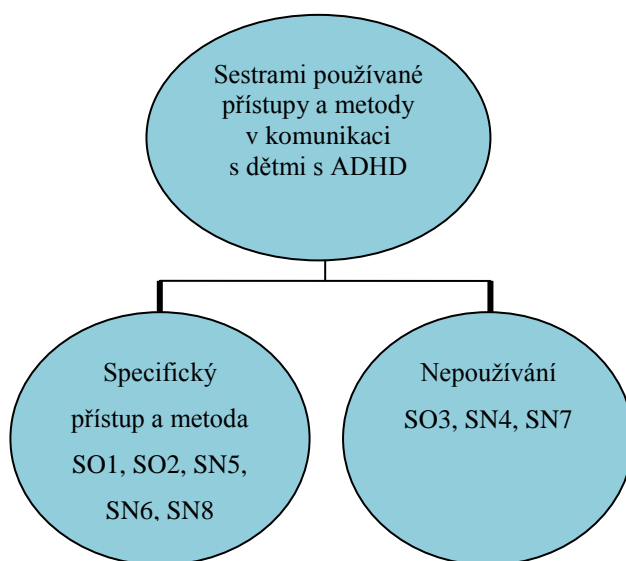 Sestrami používané
přístupy a metody
v komunikaci
s dětmi s ADHD
Specifický
přístup a metoda
SO1, SO2, SN5,
SN6, SN8
Nepoužívání
SO3, SN4, SN7